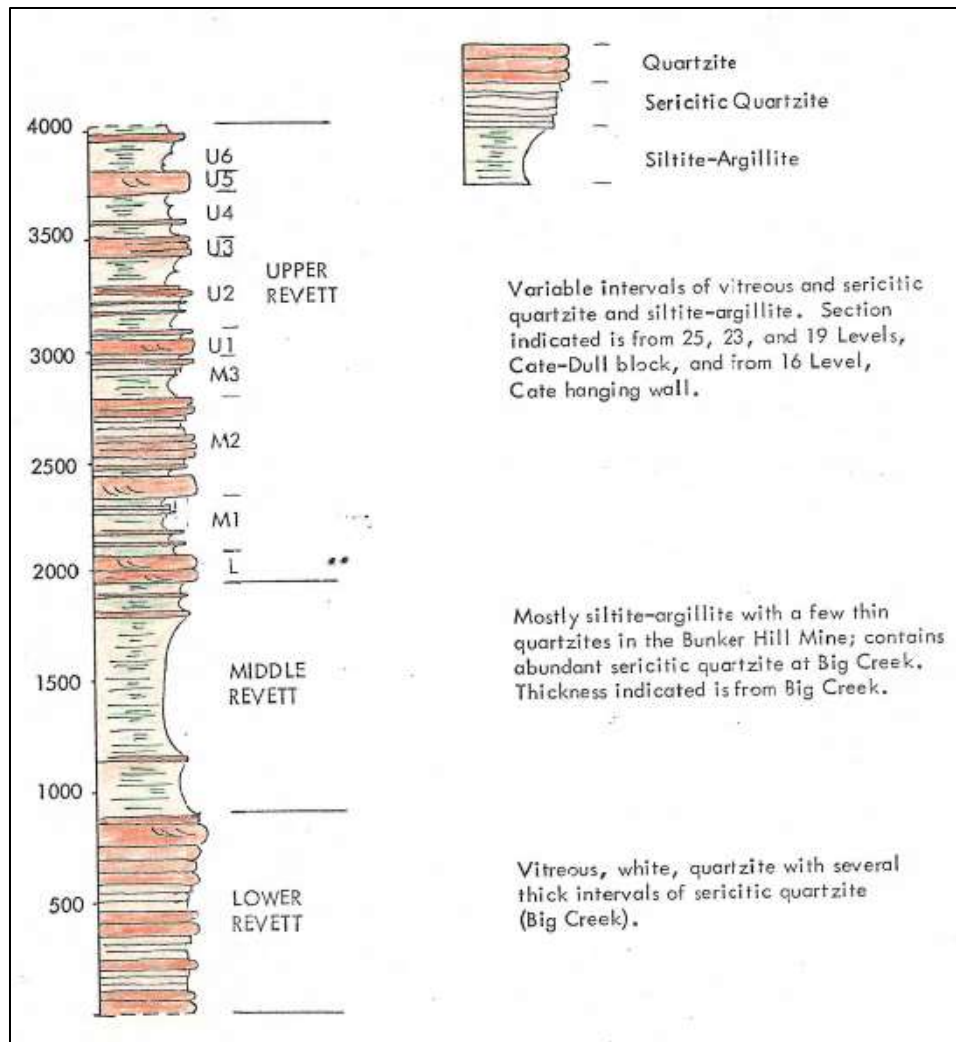 Quartzite
Sericitic Quartzite
Siltite-Argillite
4000
U6
U5
U4
3500
U3
UPPER
REVETT
U2
Variable intervals of vitreous and sericitic
quartzite and siltite-argillite. Section
indicated is from 25, 23, and 19 Levels,
Cate-Dull block, and from 16 Level,
Cate hanging wall.
U1
3000
M3
M2
2500
M1
L
2000
MIDDLE
REVETT
Mostly siltite-argillite with a few thin
quartzites in the Bunker Hill Mine; contains
abundant sericitic quartzite at Big Creek.
Thickness indicated is from Big Creek.
1500
1000
LOWER
REVETT
Vitreous, white, quartzite with several
thick intervals of sericitic quartzite
(Big Creek).
500